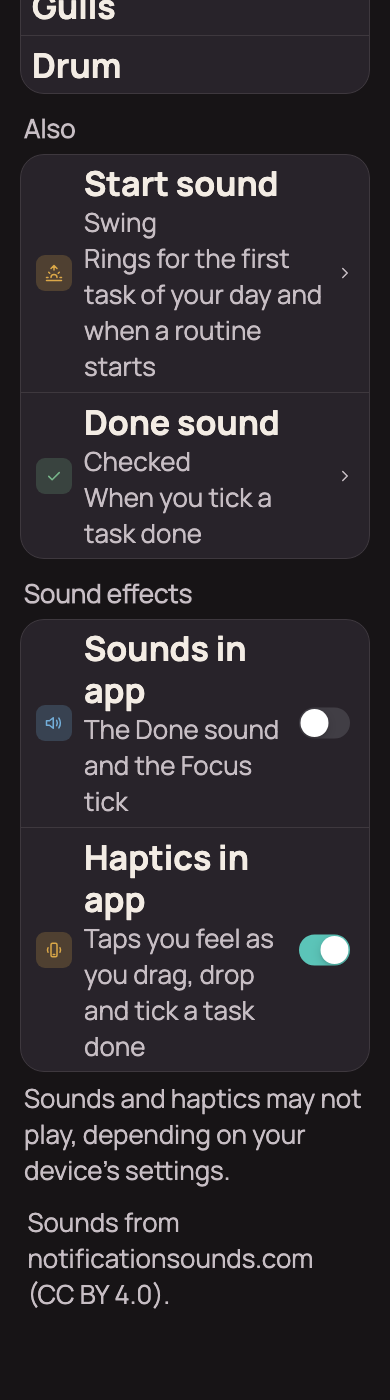 Gulls
Drum
Also
Start sound
Swing
Rings for the first
task of your day and
when a routine
starts
Done sound
Checked
When you tick a
task done
Sound effects
Sounds in
app
The Done sound
and the Focus
tick
Haptics in
app
Taps you feel as
you drag, drop
and tick a task
done
Sounds and haptics may not
play, depending on your
device's settings.
Sounds from
notificationsounds.com
(CC BY 4.0).